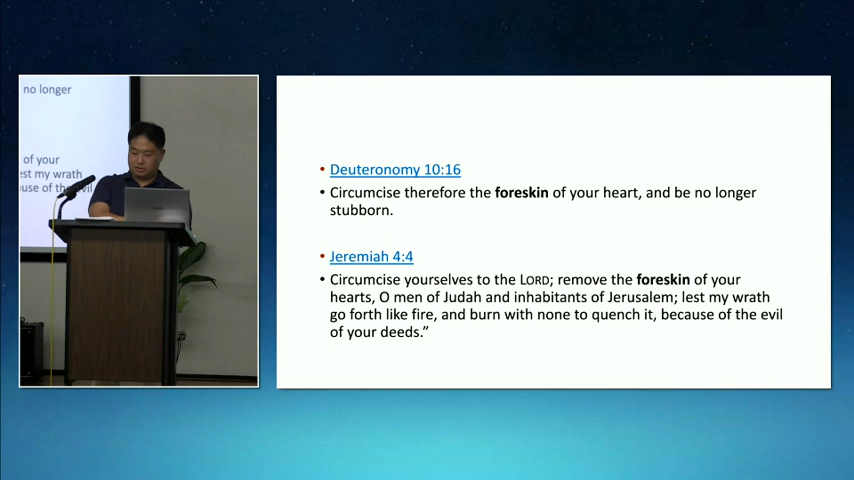 no longer
of your
est my wrath
use of the evil
• Deuteronomy 10:16
• Circumcise therefore the foreskin of your heart, and be no longer
stubborn.
• Jeremiah 4:4
• Circumcise yourselves to the LORD; remove the foreskin of your
hearts, O men of Judah and inhabitants of Jerusalem; lest my wrath
go forth like fire, and burn with none to quench it, because of the evil
of your deeds.”